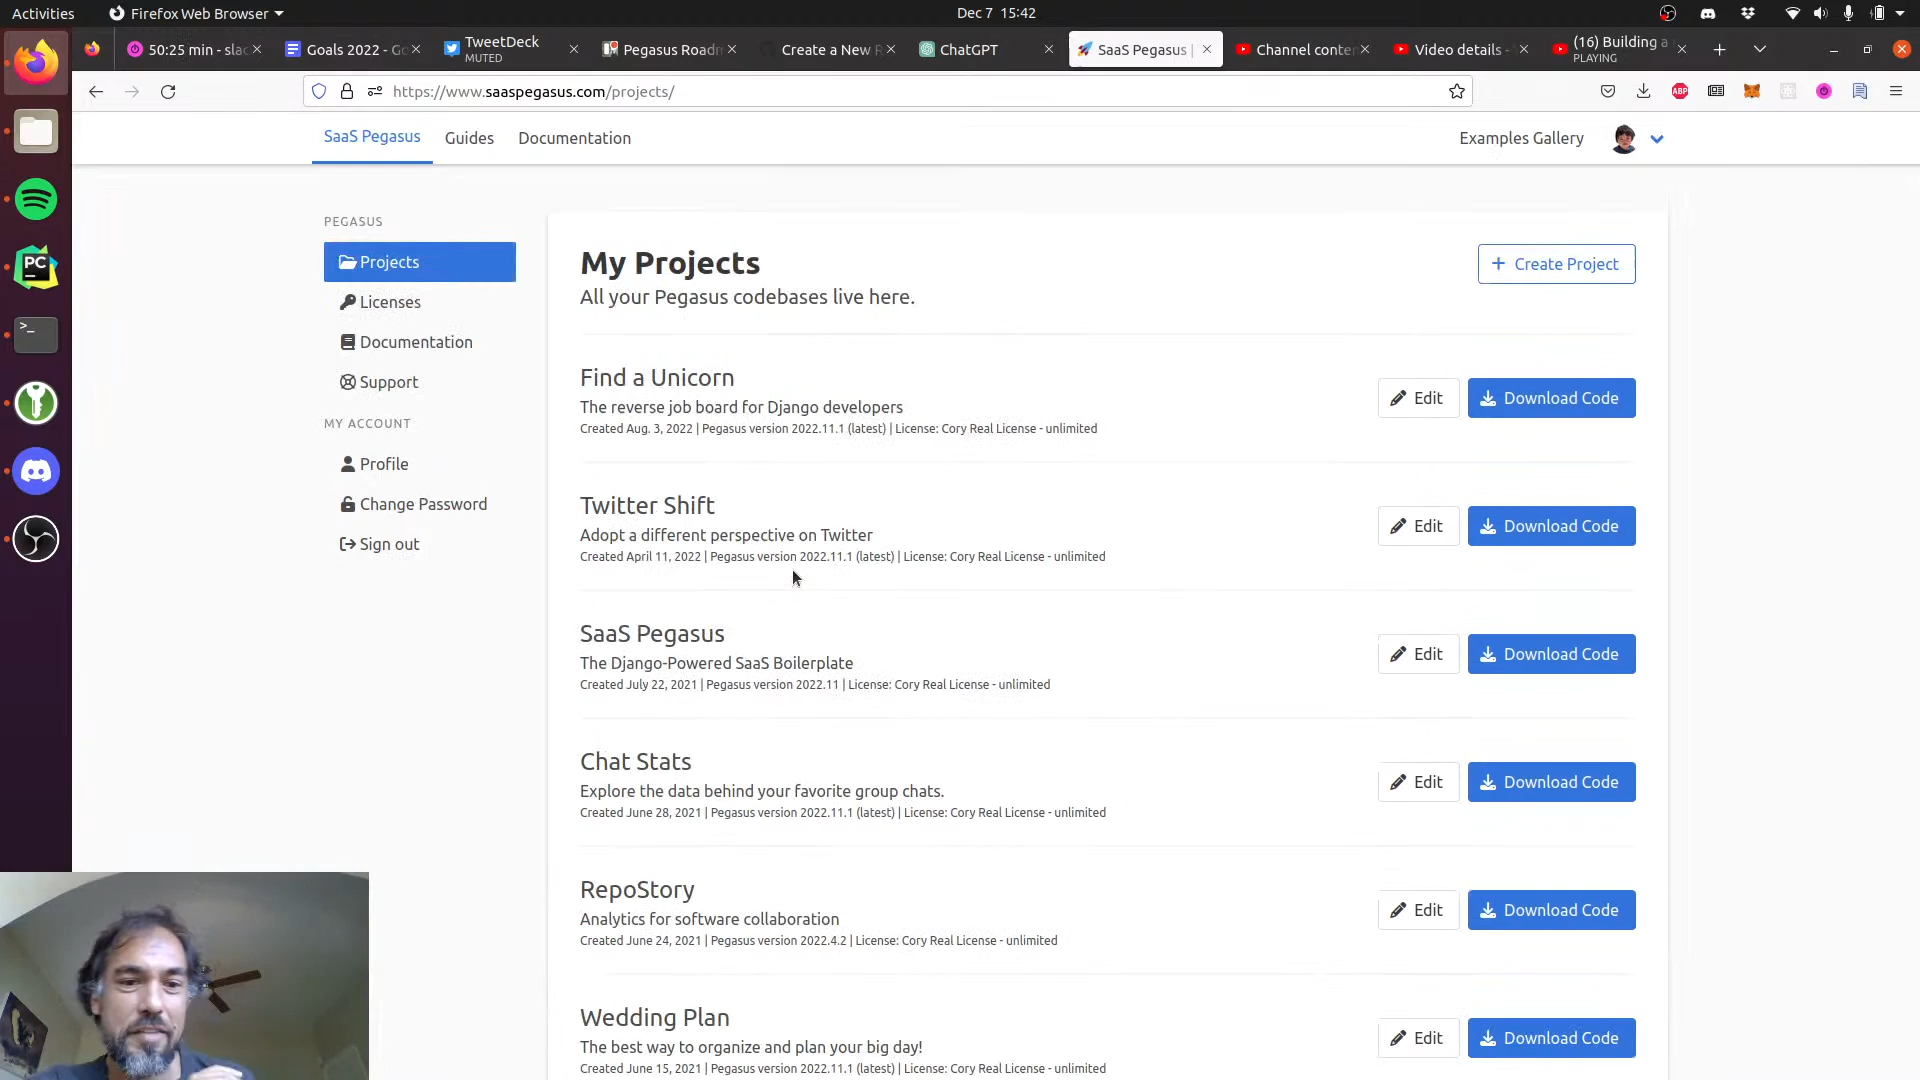 Activities
Firefox Web Browser
Dec 7 15:42
50:25 min - slac
Goals 2022 - Go
TweetDeck
MUTED
Pegasus Roadm
Create a New R
ChatGPT
SaaS Pegasus |
Channel conten
Video details -
(16) Building a
PLAYING
https://www.saaspegasus.com/projects/
ABP
SaaS Pegasus
Guides
Documentation
Examples Gallery
PEGASUS
Projects
Licenses
Documentation
Support
MY ACCOUNT
Profile
Change Password
Sign out
My Projects
All your Pegasus codebases live here.
+ Create Project
Find a Unicorn
The reverse job board for Django developers
Created Aug. 3, 2022 | Pegasus version 2022.11.1 (latest) | License: Cory Real License - unlimited
Edit
Download Code
Twitter Shift
Adopt a different perspective on Twitter
Created April 11, 2022 | Pegasus version 2022.11.1 (latest) | License: Cory Real License - unlimited
Edit
Download Code
SaaS Pegasus
The Django-Powered SaaS Boilerplate
Created July 22, 2021 | Pegasus version 2022.11 | License: Cory Real License - unlimited
Edit
Download Code
Chat Stats
Explore the data behind your favorite group chats.
Created June 28, 2021 | Pegasus version 2022.11.1 (latest) | License: Cory Real License - unlimited
Edit
Download Code
RepoStory
Analytics for software collaboration
Created June 24, 2021 | Pegasus version 2022.4.2 | License: Cory Real License - unlimited
Edit
Download Code
Wedding Plan
The best way to organize and plan your big day!
Created June 15, 2021 | Pegasus version 2022.11.1 (latest) | License: Cory Real License - unlimited
Edit
Download Code
PC
>_